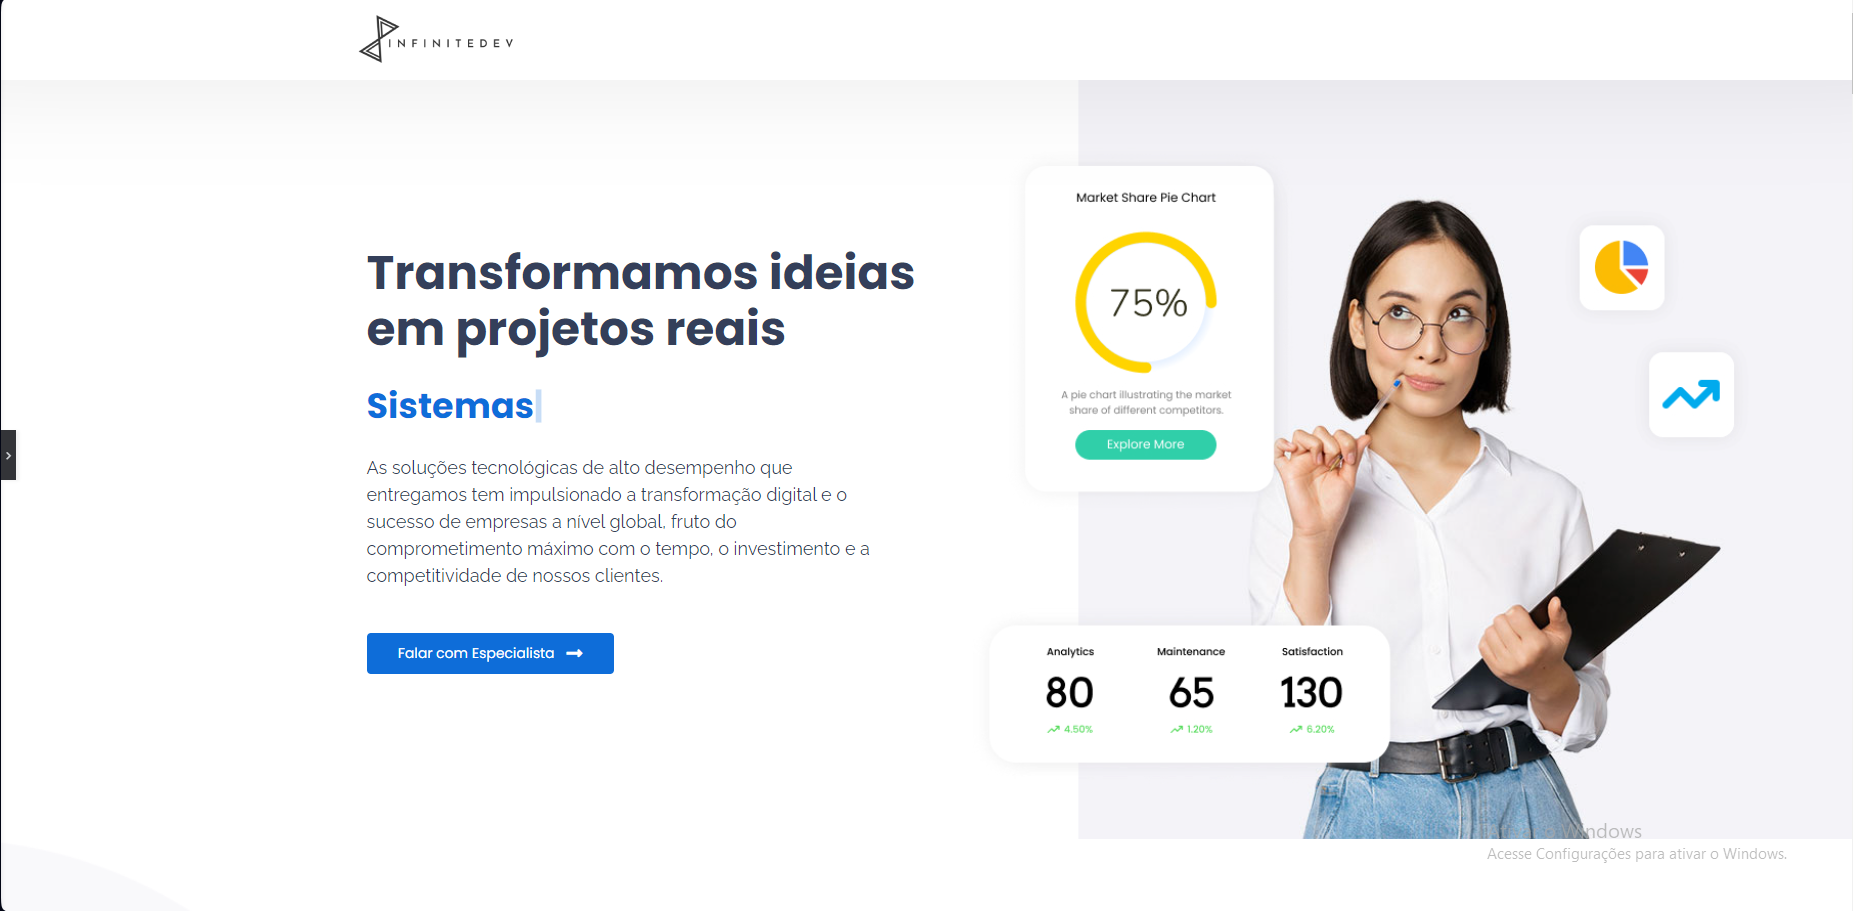 INFINITEDEV
Transformamos ideias
em projetos reais
Sistemas
As soluções tecnológicas de alto desempenho que
entregamos tem impulsionado a transformação digital e o
sucesso de empresas a nível global, fruto do
comprometimento máximo com o tempo, o investimento e a
competitividade de nossos clientes.
Falar com Especialista
Market Share Pie Chart
75%
A pie chart illustrating the market
share of different competitors.
Explore More
Analytics Maintenance Satisfaction
80 65 130
4.50% 1.20% 6.20%
Windows
Acesse Configurações para ativar o Windows.